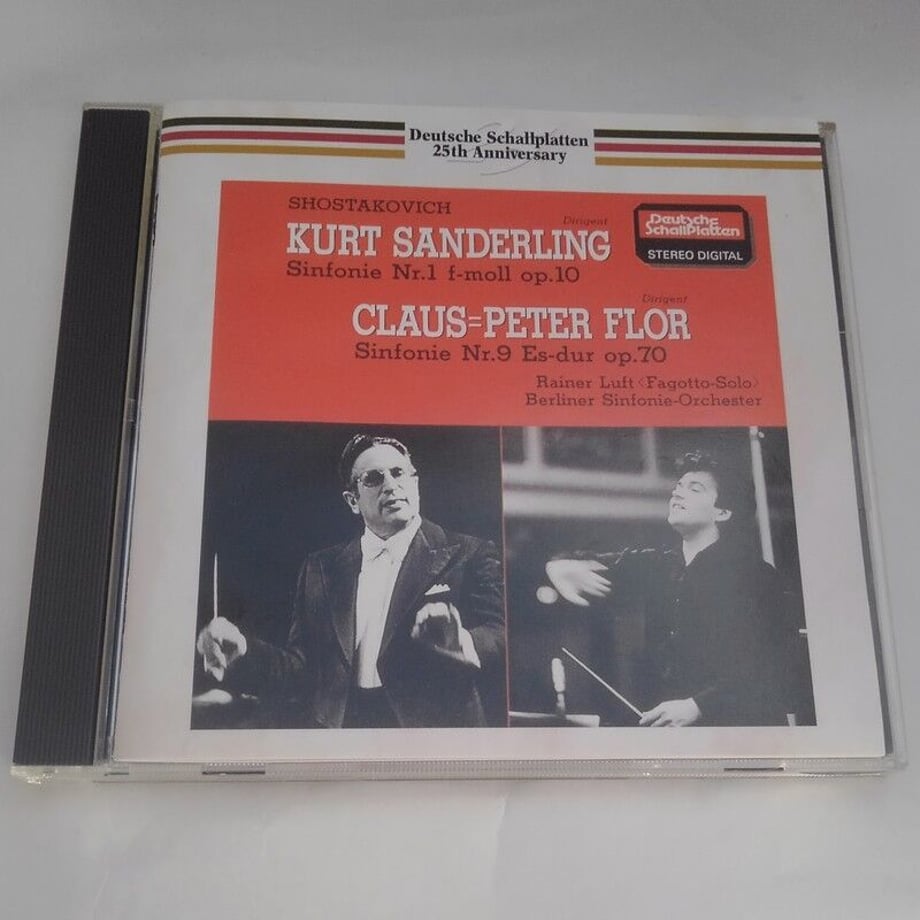 Deutsche Schallplatten
25th Anniversary
SHOSTAKOVICH
Dirigent
KURT SANDERLING
Sinfonie Nr.1 f-moll op.10
Deutsche
SchallPlatten
STEREO DIGITAL
Dirigent
CLAUS=PETER FLOR
Sinfonie Nr.9 Es-dur op.70
Rainer Luft <Fagotto-Solo>
Berliner Sinfonie-Orchester